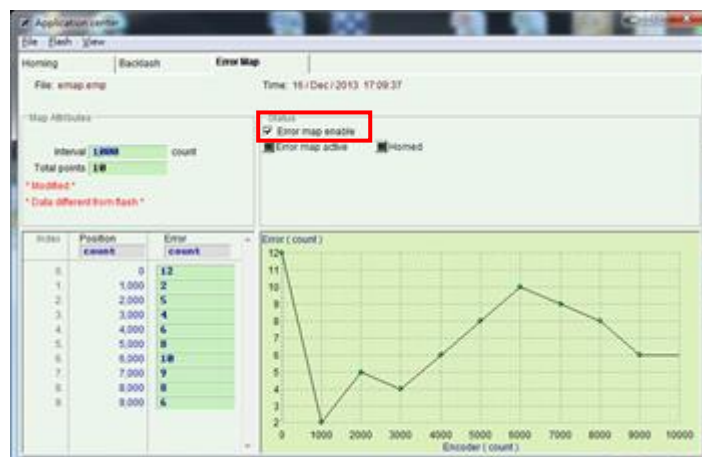 Application center
File Flash View
Homing Backlash Error Map
File: emap.emp Time: 16 / Dec / 2013 17:09:37
Map Attributes Status
Error map enable
Interval 1,000 count Error map active Homed
Total points 10
* Modified *
* Data different from flash *
Index Position Error Error ( count )
count count
0 0 12
1 1,000 2
2 2,000 5
3 3,000 4
4 4,000 6
5 5,000 8
6 6,000 10
7 7,000 9
8 8,000 8
9 9,000 6
12
11
10
9
8
7
6
5
4
3
2
0 1000 2000 3000 4000 5000 6000 7000 8000 9000 10000
Encoder ( count )